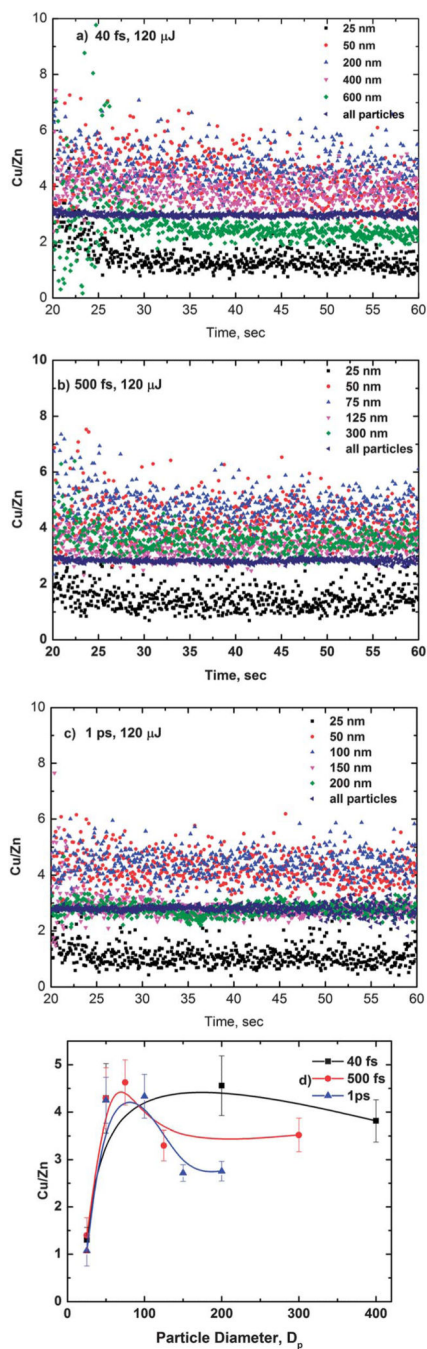 a) 40 fs, 120 μJ
25 nm
50 nm
200 nm
400 nm
600 nm
all particles
Cu/Zn
10
8
6
4
2
0
20 25 30 35 40 45 50 55 60
Time, sec
b) 500 fs, 120 μJ
25 nm
50 nm
75 nm
125 nm
300 nm
all particles
Cu/Zn
10
8
6
4
2
0
20 25 30 35 40 45 50 55 60
Time, sec
c) 1 ps, 120 μJ
25 nm
50 nm
100 nm
150 nm
200 nm
all particles
Cu/Zn
10
8
6
4
2
0
20 25 30 35 40 45 50 55 60
Time, sec
d)
40 fs
500 fs
1ps
Cu/Zn
5
4
3
2
1
0
0 100 200 300 400
Particle Diameter, Dp